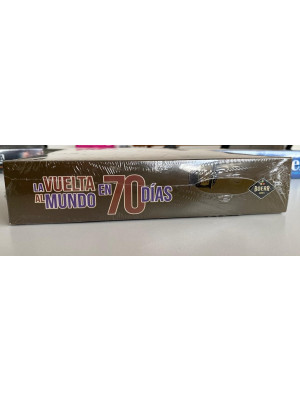 LA VUELTA
AL MUNDO
EN 70 DÍAS